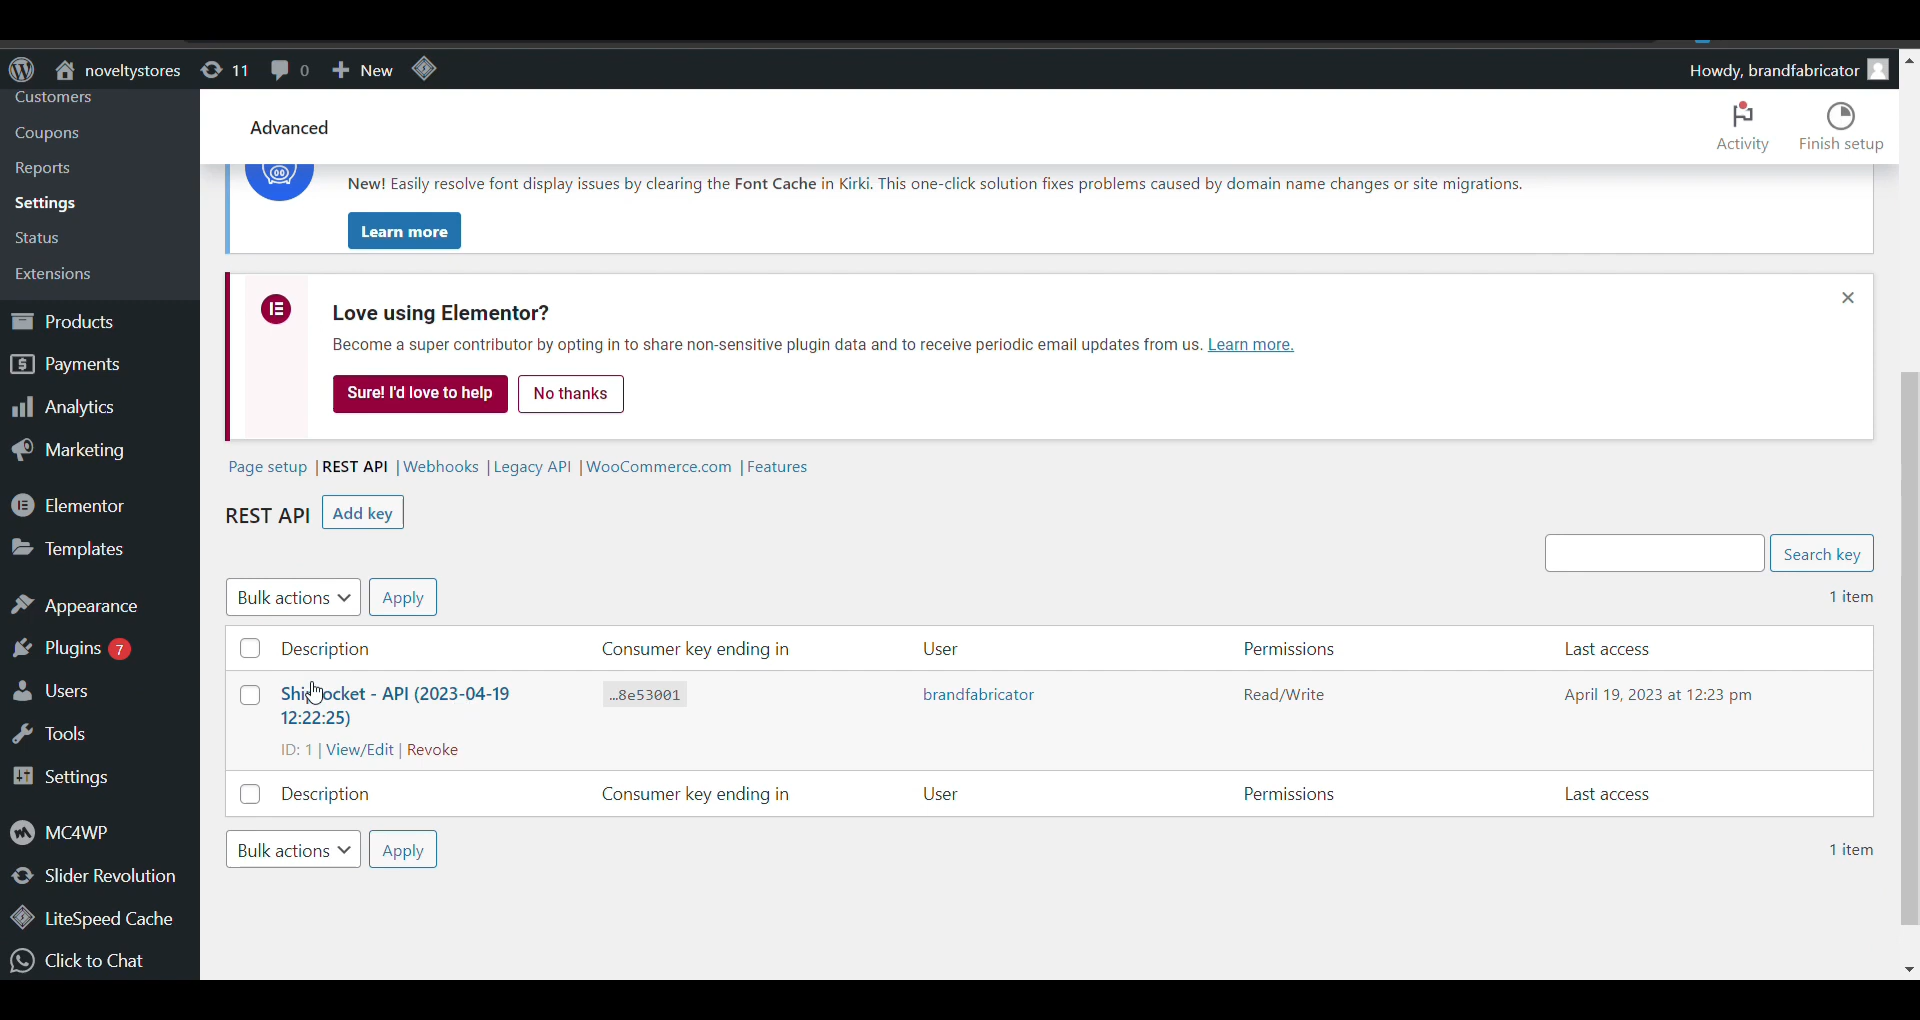 noveltystores 11 0 New Howdy, brandfabricator
Customers
Coupons
Reports
Settings
Status
Extensions
Products
Payments
Analytics
Marketing
Elementor
Templates
Appearance
Plugins 7
Users
Tools
Settings
MC4WP
Slider Revolution
LiteSpeed Cache
Click to Chat
Advanced
Activity Finish setup
New! Easily resolve font display issues by clearing the Font Cache in Kirki. This one-click solution fixes problems caused by domain name changes or site migrations.
Learn more
Love using Elementor?
Become a super contributor by opting in to share non-sensitive plugin data and to receive periodic email updates from us. Learn more.
Sure! I'd love to help No thanks
Page setup | REST API | Webhooks | Legacy API | WooCommerce.com | Features
REST API Add key
Search key
Bulk actions Apply 1 item
Description Consumer key ending in User Permissions Last access
- API (2023-04-19 …8e53001 brandfabricator Read/Write April 19, 2023 at 12:23 pm
12:22:25)
ID: 1 | View/Edit | Revoke
Description Consumer key ending in User Permissions Last access
Bulk actions Apply 1 item